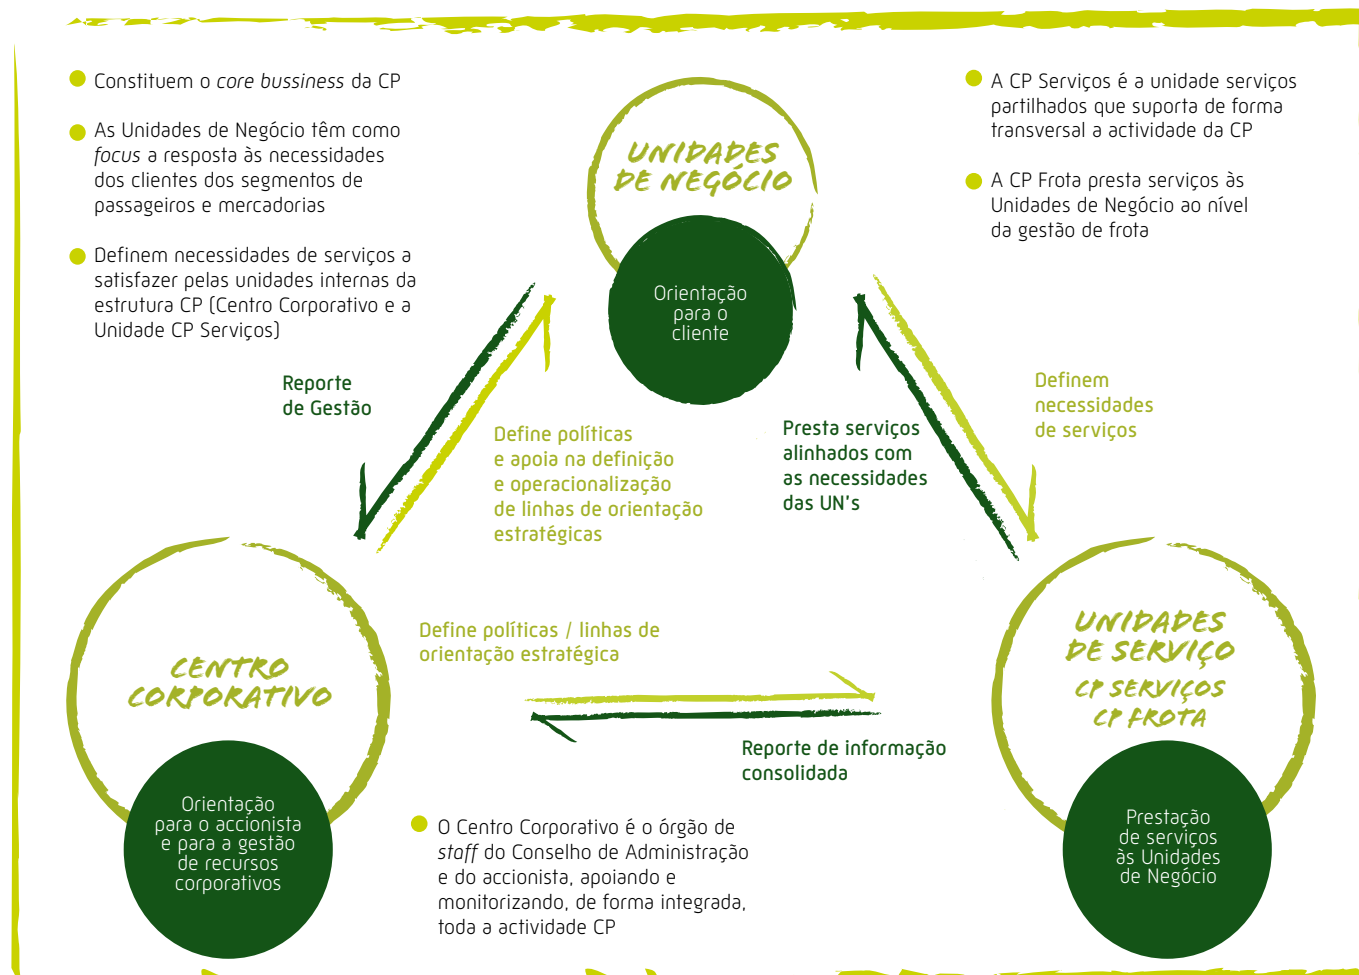 Constituem o core bussiness da CP
As Unidades de Negócio têm como
focus a resposta às necessidades
dos clientes dos segmentos de
passageiros e mercadorias
Definem necessidades de serviços a
satisfazer pelas unidades internas da
estrutura CP (Centro Corporativo e a
Unidade CP Serviços)
UNIDADES
DE NEGÓCIO
Orientação
para o
cliente
A CP Serviços é a unidade serviços
partilhados que suporta de forma
transversal a actividade da CP
A CP Frota presta serviços às
Unidades de Negócio ao nível
da gestão de frota
Reporte
de Gestão
Define políticas
e apoia na definição
e operacionalização
de linhas de orientação
estratégicas
Presta serviços
alinhados com
as necessidades
das UN's
Definem
necessidades
de serviços
CENTRO
CORPORATIVO
Orientação
para o accionista
e para a gestão
de recursos
corporativos
Define políticas / linhas de
orientação estratégica
Reporte de informação
consolidada
UNIDADES
DE SERVIÇO
CP SERVIÇOS
CP FROTA
Prestação
de serviços
às Unidades
de Negócio
O Centro Corporativo é o órgão de
staff do Conselho de Administração
e do accionista, apoiando e
monitorizando, de forma integrada,
toda a actividade CP